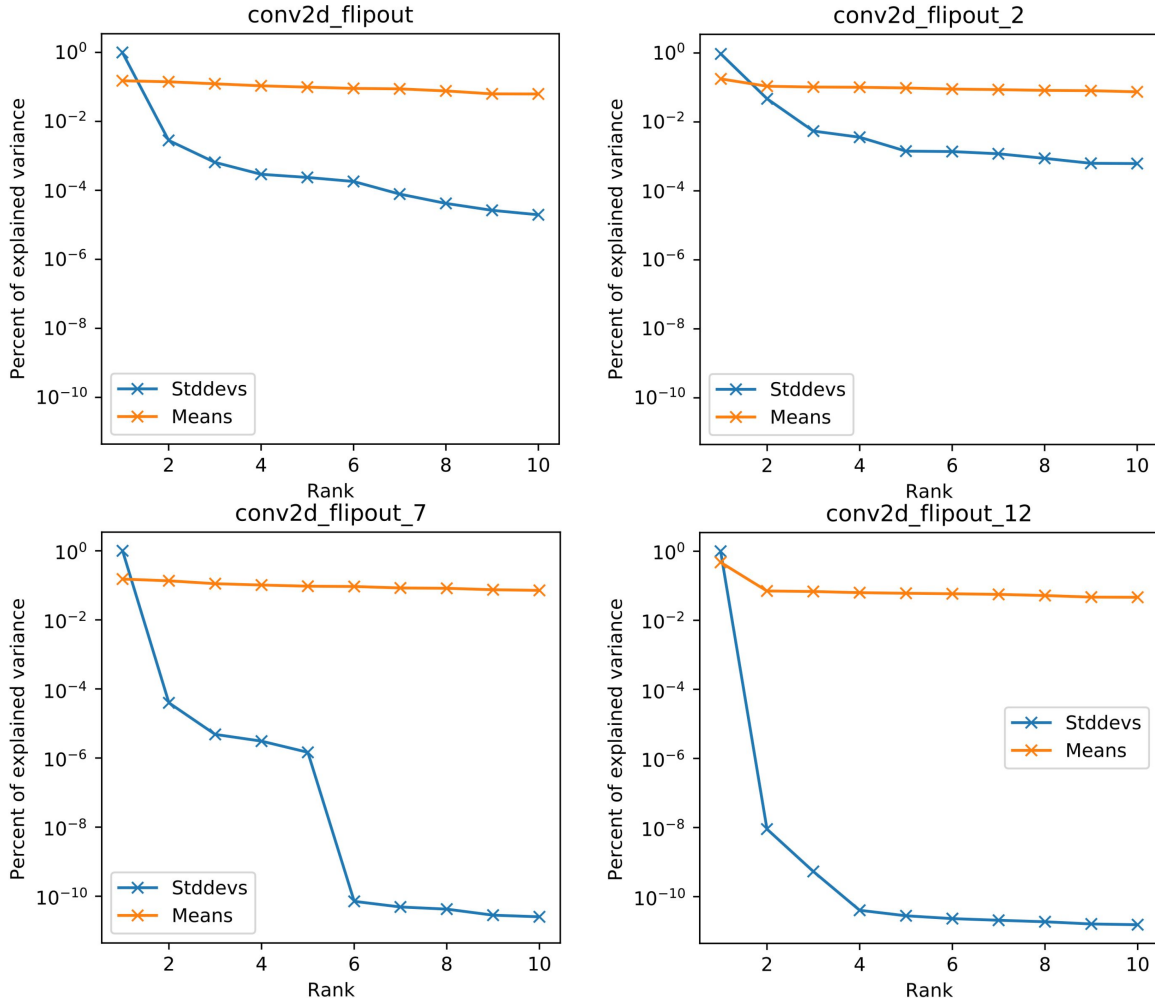 conv2d_flipout
Percent of explained variance
10^0
10^-2
10^-4
10^-6
10^-8
10^-10
Stddevs
Means
2 4 6 8 10
Rank
conv2d_flipout_2
Percent of explained variance
10^0
10^-2
10^-4
10^-6
10^-8
10^-10
Stddevs
Means
2 4 6 8 10
Rank
conv2d_flipout_7
Percent of explained variance
10^0
10^-2
10^-4
10^-6
10^-8
10^-10
Stddevs
Means
2 4 6 8 10
Rank
conv2d_flipout_12
Percent of explained variance
10^0
10^-2
10^-4
10^-6
10^-8
10^-10
Stddevs
Means
2 4 6 8 10
Rank